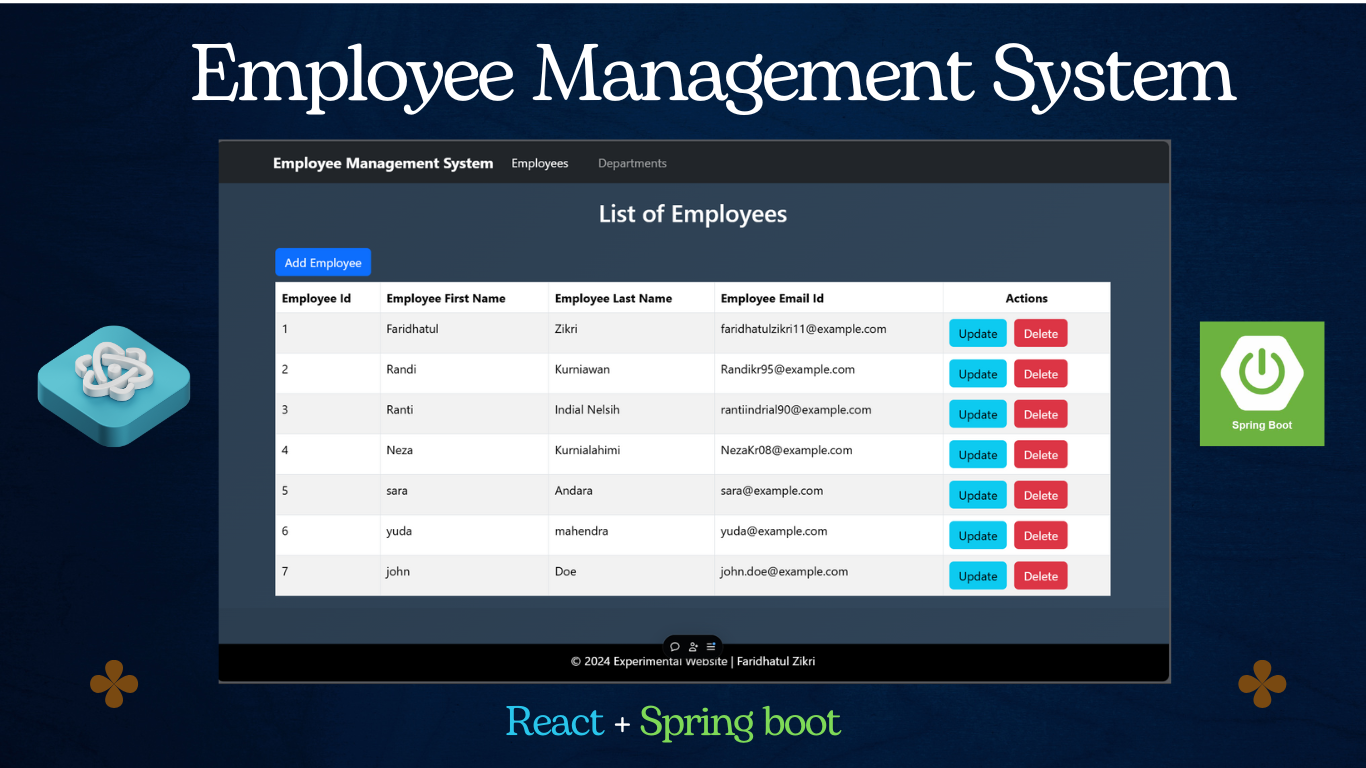 Employee Management System
Employee Management System Employees Departments
List of Employees
Add Employee
Employee Id Employee First Name Employee Last Name Employee Email Id Actions
1 Faridhatul Zikri faridhatulzikri11@example.com Update Delete
2 Randi Kurniawan Randikr95@example.com Update Delete
3 Ranti Indial Nelsih rantiindrial90@example.com Update Delete
4 Neza Kurnialahimi NezaKr08@example.com Update Delete
5 sara Andara sara@example.com Update Delete
6 yuda mahendra yuda@example.com Update Delete
7 john Doe john.doe@example.com Update Delete
Spring Boot
© 2024 Experimental Website | Faridhatul Zikri
React + Spring boot